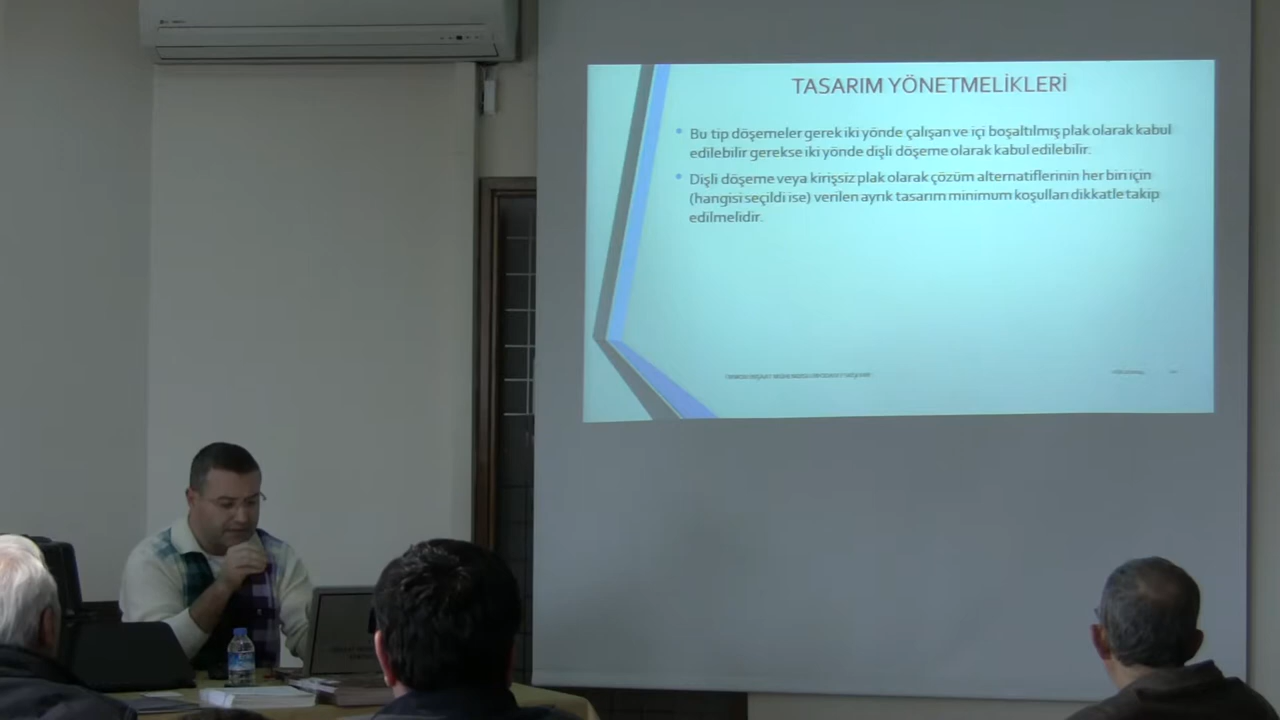 TASARIM YÖNETMELİKLERİ
Bu tip döşemeler gerek iki yönde çalışan ve içi boşaltılmış plak olarak kabul
edilebilir gerekse iki yönde dişli döşeme olarak kabul edilebilir.
Dişli döşeme veya kirişsiz plak olarak çözüm alternatiflerinin her biri için
(hangisi seçildi ise) verilen ayrık tasarım minimum koşulları dikkatle takip
edilmelidir.